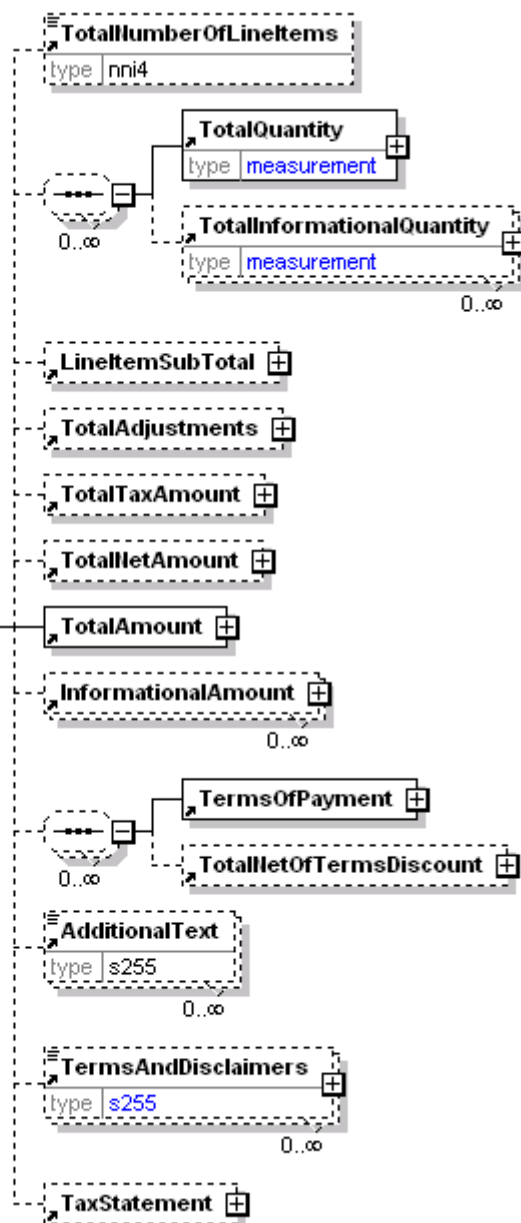 TotalNumberOfLineItems
type nni4
TotalQuantity
type measurement
0..∞
TotalInformationalQuantity
type measurement
0..∞
LineItemSubTotal
TotalAdjustments
TotalTaxAmount
TotalNetAmount
TotalAmount
InformationalAmount
0..∞
TermsOfPayment
0..∞
TotalNetOfTermsDiscount
AdditionalText
type s255
0..∞
TermsAndDisclaimers
type s255
0..∞
TaxStatement